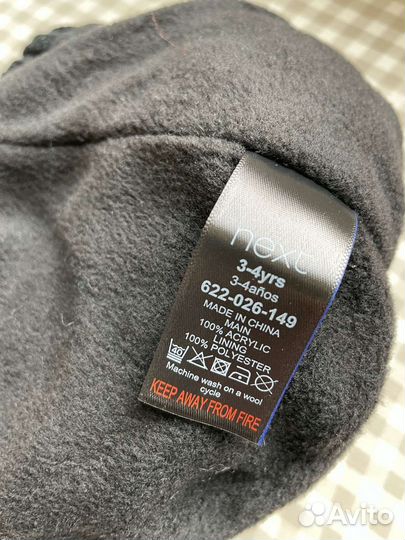 next
3-4yrs
3-4años
622-026-149
MADE IN CHINA
MAIN
100% ACRYLIC
LINING
100% POLYESTER
40
Machine wash on a wool
cycle
KEEP AWAY FROM FIRE
Avito